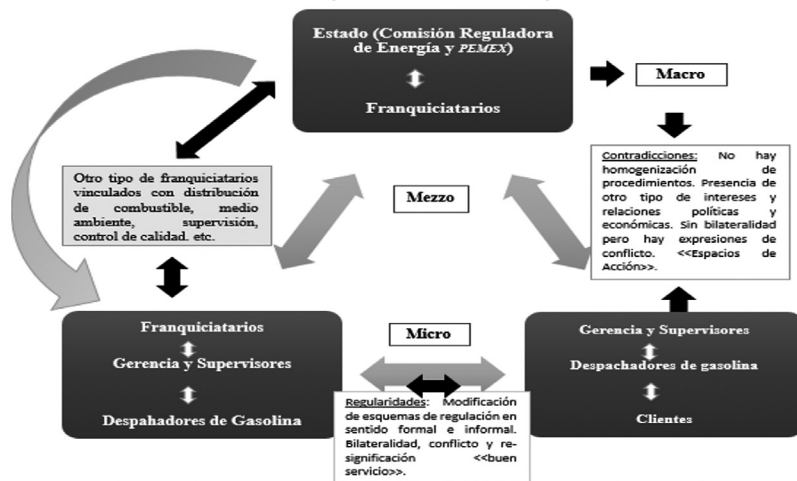 Estado (Comisión Reguladora
de Energía y PEMEX)
Franquiciatarios
Macro
Otro tipo de franquiciatarios
vinculados con distribución
de combustible, medio
ambiente, supervisión,
control de calidad. etc.
Mezzo
Contradicciones: No hay
homogenización de
procedimientos. Presencia de
otro tipo de intereses y
relaciones políticas y
económicas. Sin bilateralidad
pero hay expresiones de
conflicto. <<Espacios de
Acción>>.
Franquiciatarios
Gerencia y Supervisores
Despahadores de Gasolina
Micro
Regularidades: Modificación
de esquemas de regulación en
sentido formal e informal.
Bilateralidad, conflicto y re-
significación <<buen
servicio>>.
Gerencia y Supervisores
Despachadores de gasolina
Clientes